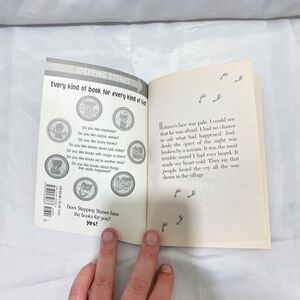 STEPPING STONES
Every kind of book for every kind of kid!
Do you like mysteries?
Do you like classic stories?
Do you like funny books?
Do you like stories about kids today?
Do you like books with magic in them?
Do you like books set in another time?
Do you like books about things
that really happened?
Does Stepping Stones have
the books for you?
Yes!
Holmes's face was pale. I could see
that he was afraid. I had no chance
to ask what had happened. Sud-
denly the quiet of the night was
broken by a terrible scream. It was the most
terrible sound I had ever heard. It
made my heart cold. They say that
people heard the cry all the way
down in the village.